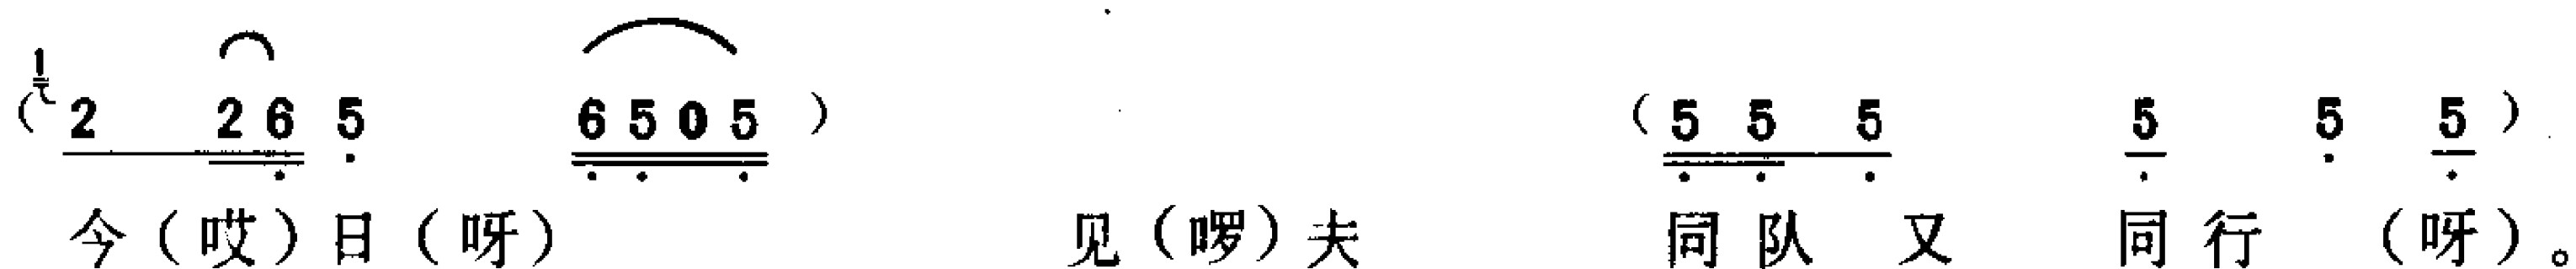 (1 2 2 6 5 6 5 0 5) (5 5 5 5 5 5)
今(哎)日(呀) 见(啰)夫 同队 又 同行 (呀)。